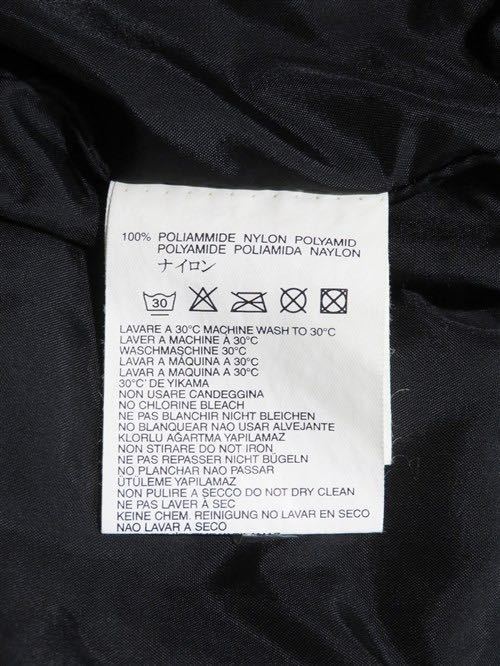 100% POLIAMMIDE NYLON POLYAMID
POLYAMIDE POLIAMIDA NAYLON
ナイロン
30
LAVARE A 30°C MACHINE WASH TO 30°C
LAVER A MACHINE À 30°C
WASCHMASCHINE 30°C
LAVAR A MÁQUINA A 30°C
LAVAR A MÁQUINA A 30°C
30°C' DE YIKAMA
NON USARE CANDEGGINA
NO CHLORINE BLEACH
NE PAS BLANCHIR NICHT BLEICHEN
NO BLANQUEAR NAO USAR ALVEJANTE
KLORLU AĞARTMA YAPILAMAZ
NON STIRARE DO NOT IRON
NE PAS REPASSER NICHT BÜGELN
NO PLANCHAR NAO PASSAR
ÜTÜLEME YAPILAMAZ
NON PULIRE A SECCO DO NOT DRY CLEAN
NE PAS LAVER À SEC
KEINE CHEM. REINIGUNG NO LAVAR EN SECO
NAO LAVAR A SECO